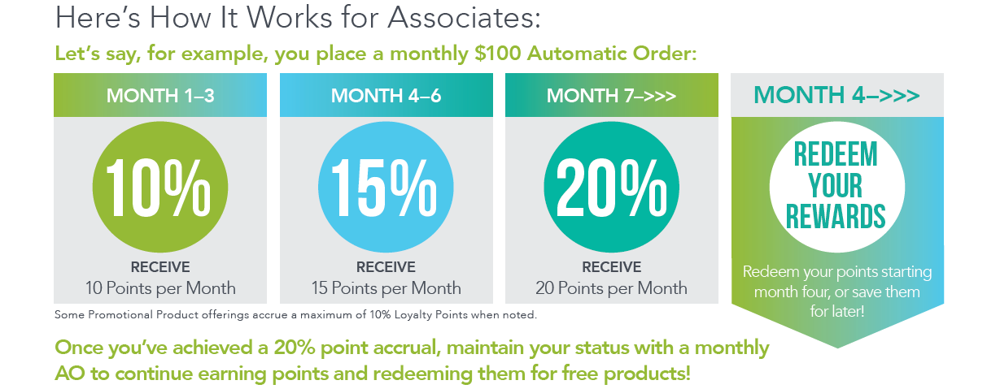 Here’s How It Works for Associates:
Let’s say, for example, you place a monthly $100 Automatic Order:
MONTH 1–3
10%
RECEIVE
10 Points per Month
MONTH 4–6
15%
RECEIVE
15 Points per Month
MONTH 7–>>>
20%
RECEIVE
20 Points per Month
MONTH 4–>>>
REDEEM
YOUR
REWARDS
Redeem your points starting
month four, or save them
for later!
Some Promotional Product offerings accrue a maximum of 10% Loyalty Points when noted.
Once you’ve achieved a 20% point accrual, maintain your status with a monthly
AO to continue earning points and redeeming them for free products!